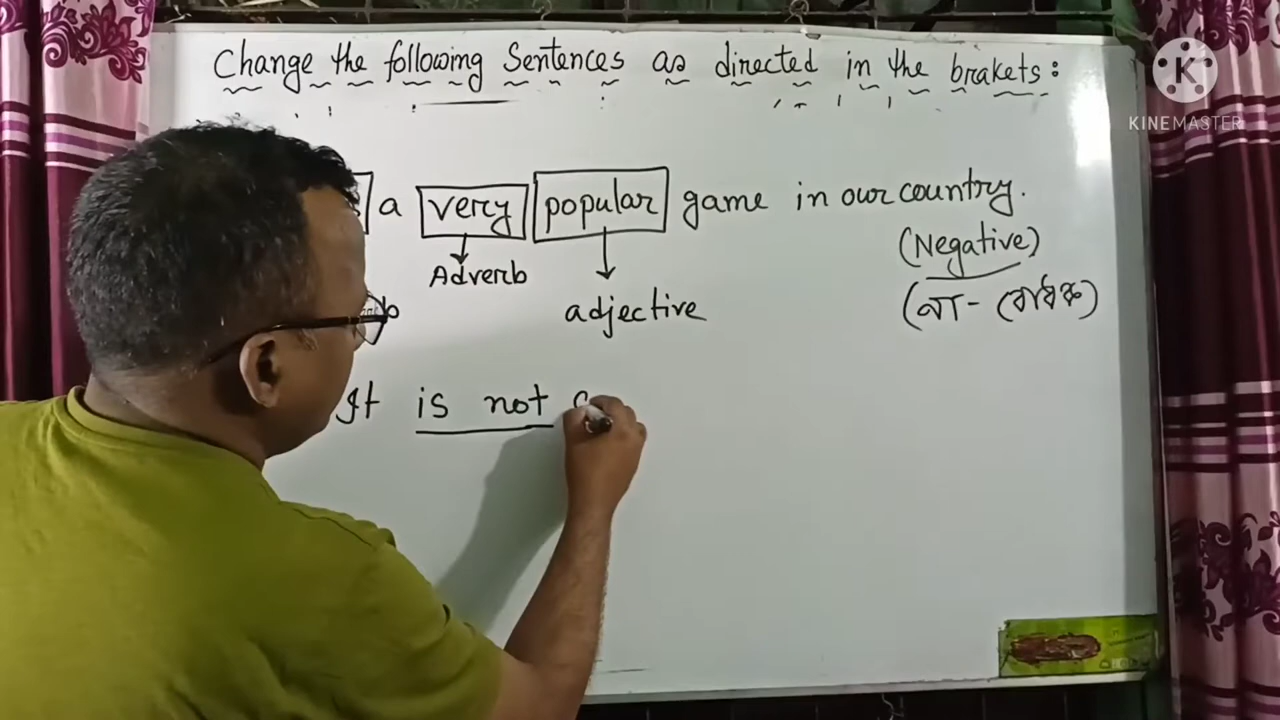 Change the following Sentences as directed in the brakets:
KINEMASTER
a very popular game in our country.
(Negative)
Adverb
adjective
(না-বোধক)
It is not